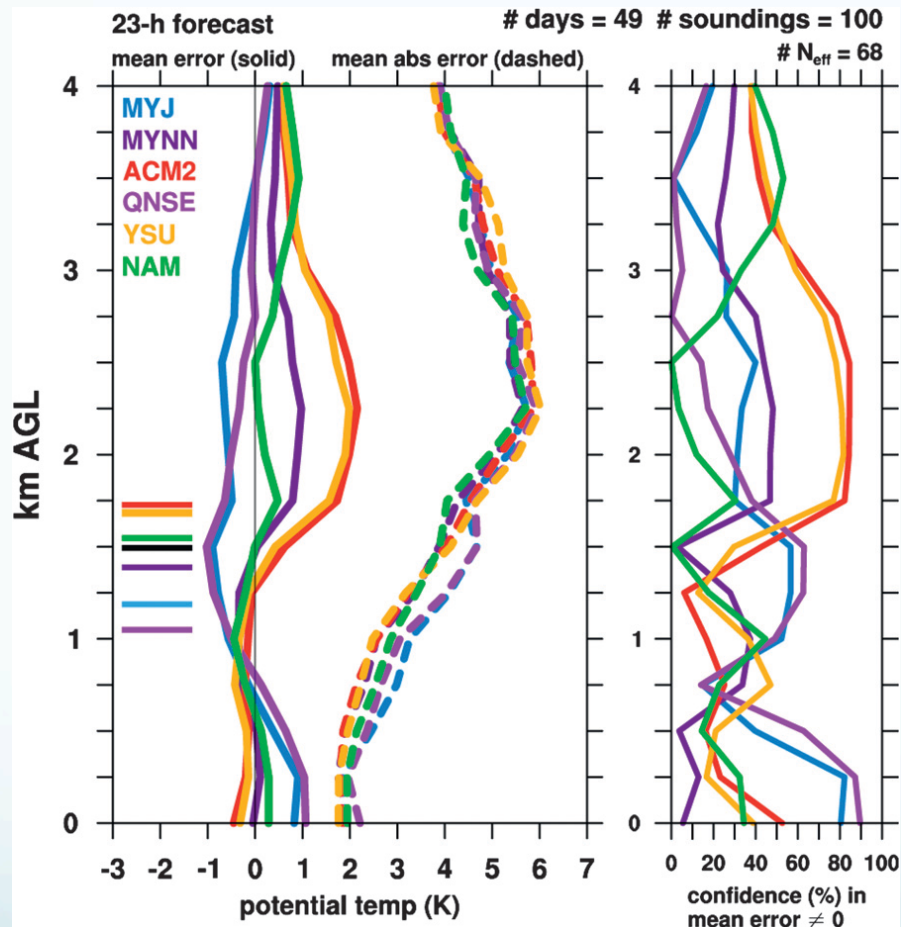 23-h forecast
# days = 49 # soundings = 100
# Neff = 68
mean error (solid)
mean abs error (dashed)
MYJ
MYNN
ACM2
QNSE
YSU
NAM
km AGL
4
3
2
1
0
-3 -2 -1 0 1 2 3 4 5 6 7
potential temp (K)
4
3
2
1
0
0 20 40 60 80 100
confidence (%) in
mean error ≠ 0